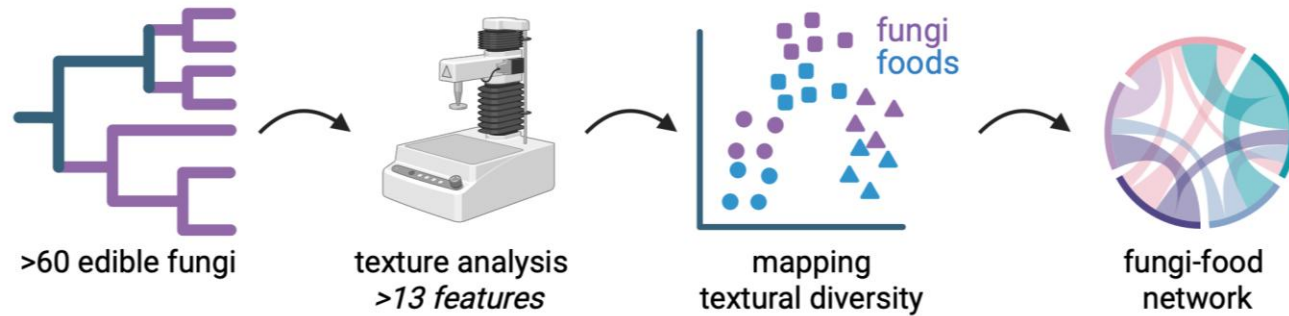 fungi
foods
>60 edible fungi
texture analysis
>13 features
mapping
textural diversity
fungi-food
network